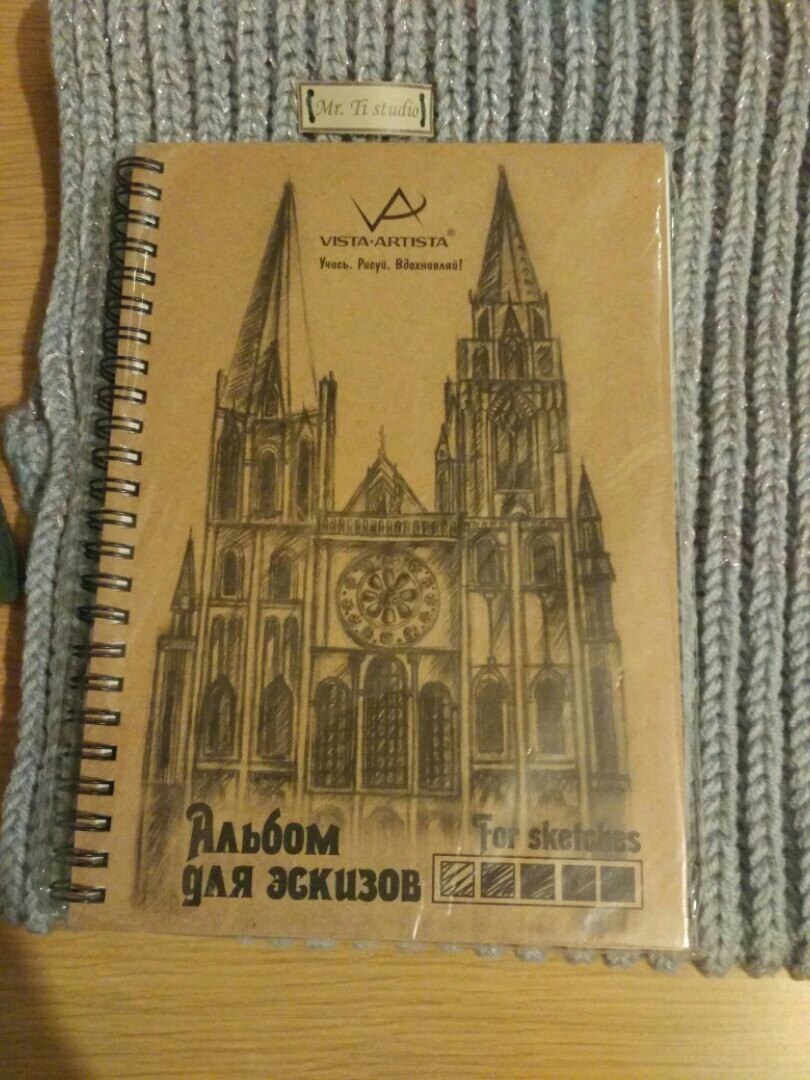 Mr. Ti studio
VISTA-ARTISTA®
Учись. Рисуй. Вдохновляй!
Альбом
для эскизов
For sketches